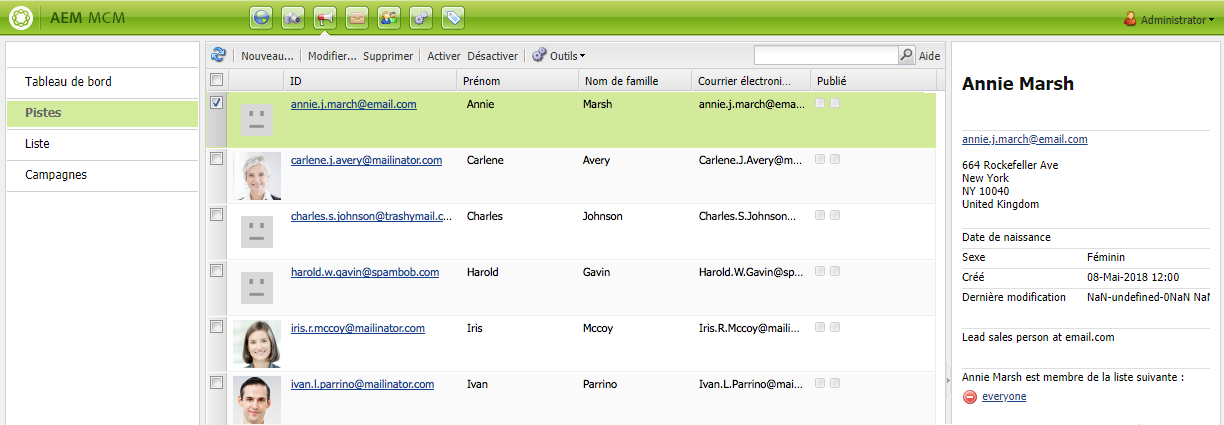 AEM MCM
Administrator
Tableau de bord
Pistes
Liste
Campagnes
Nouveau... Modifier... Supprimer Activer Désactiver Outils Aide
ID Prénom Nom de famille Courrier électroni... Publié
annie.j.march@email.com Annie Marsh annie.j.march@ema...
carlene.j.avery@mailinator.com Carlene Avery Carlene.J.Avery@m...
charles.s.johnson@trashymail.c... Charles Johnson Charles.S.Johnson...
harold.w.gavin@spambob.com Harold Gavin Harold.W.Gavin@sp...
iris.r.mccoy@mailinator.com Iris Mccoy Iris.R.Mccoy@maili...
ivan.l.parrino@mailinator.com Ivan Parrino Ivan.L.Parrino@mai...
Annie Marsh
annie.j.march@email.com
664 Rockefeller Ave
New York
NY 10040
United Kingdom
Date de naissance
Sexe Féminin
Créé 08-Mai-2018 12:00
Dernière modification NaN-undefined-0NaN NaN
Lead sales person at email.com
Annie Marsh est membre de la liste suivante :
everyone